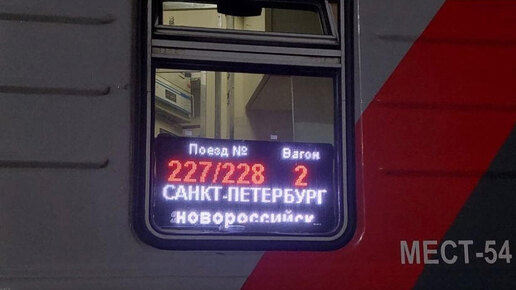 Поезд № Вагон
227/228 2
САНКТ-ПЕТЕРБУРГ
новороссийск
МЕСТ-54